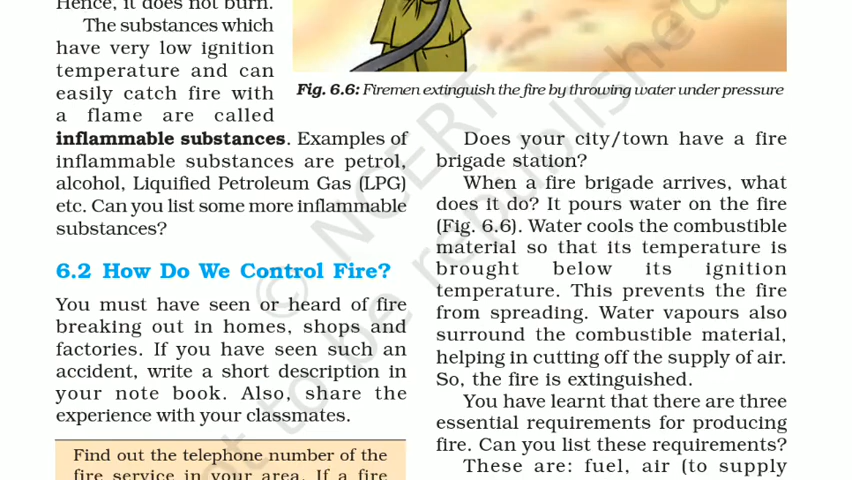 Hence, it does not burn.
The substances which
have very low ignition
temperature and can
easily catch fire with
a flame are called
inflammable substances. Examples of
inflammable substances are petrol,
alcohol, Liquified Petroleum Gas (LPG)
etc. Can you list some more inflammable
substances?
6.2 How Do We Control Fire?
You must have seen or heard of fire
breaking out in homes, shops and
factories. If you have seen such an
accident, write a short description in
your note book. Also, share the
experience with your classmates.
Find out the telephone number of the
fire service in your area. If a fire
Fig. 6.6: Firemen extinguish the fire by throwing water under pressure
Does your city/town have a fire
brigade station?
When a fire brigade arrives, what
does it do? It pours water on the fire
(Fig. 6.6). Water cools the combustible
material so that its temperature is
brought below its ignition
temperature. This prevents the fire
from spreading. Water vapours also
surround the combustible material,
helping in cutting off the supply of air.
So, the fire is extinguished.
You have learnt that there are three
essential requirements for producing
fire. Can you list these requirements?
These are: fuel, air (to supply
© NCERT
not to be republished